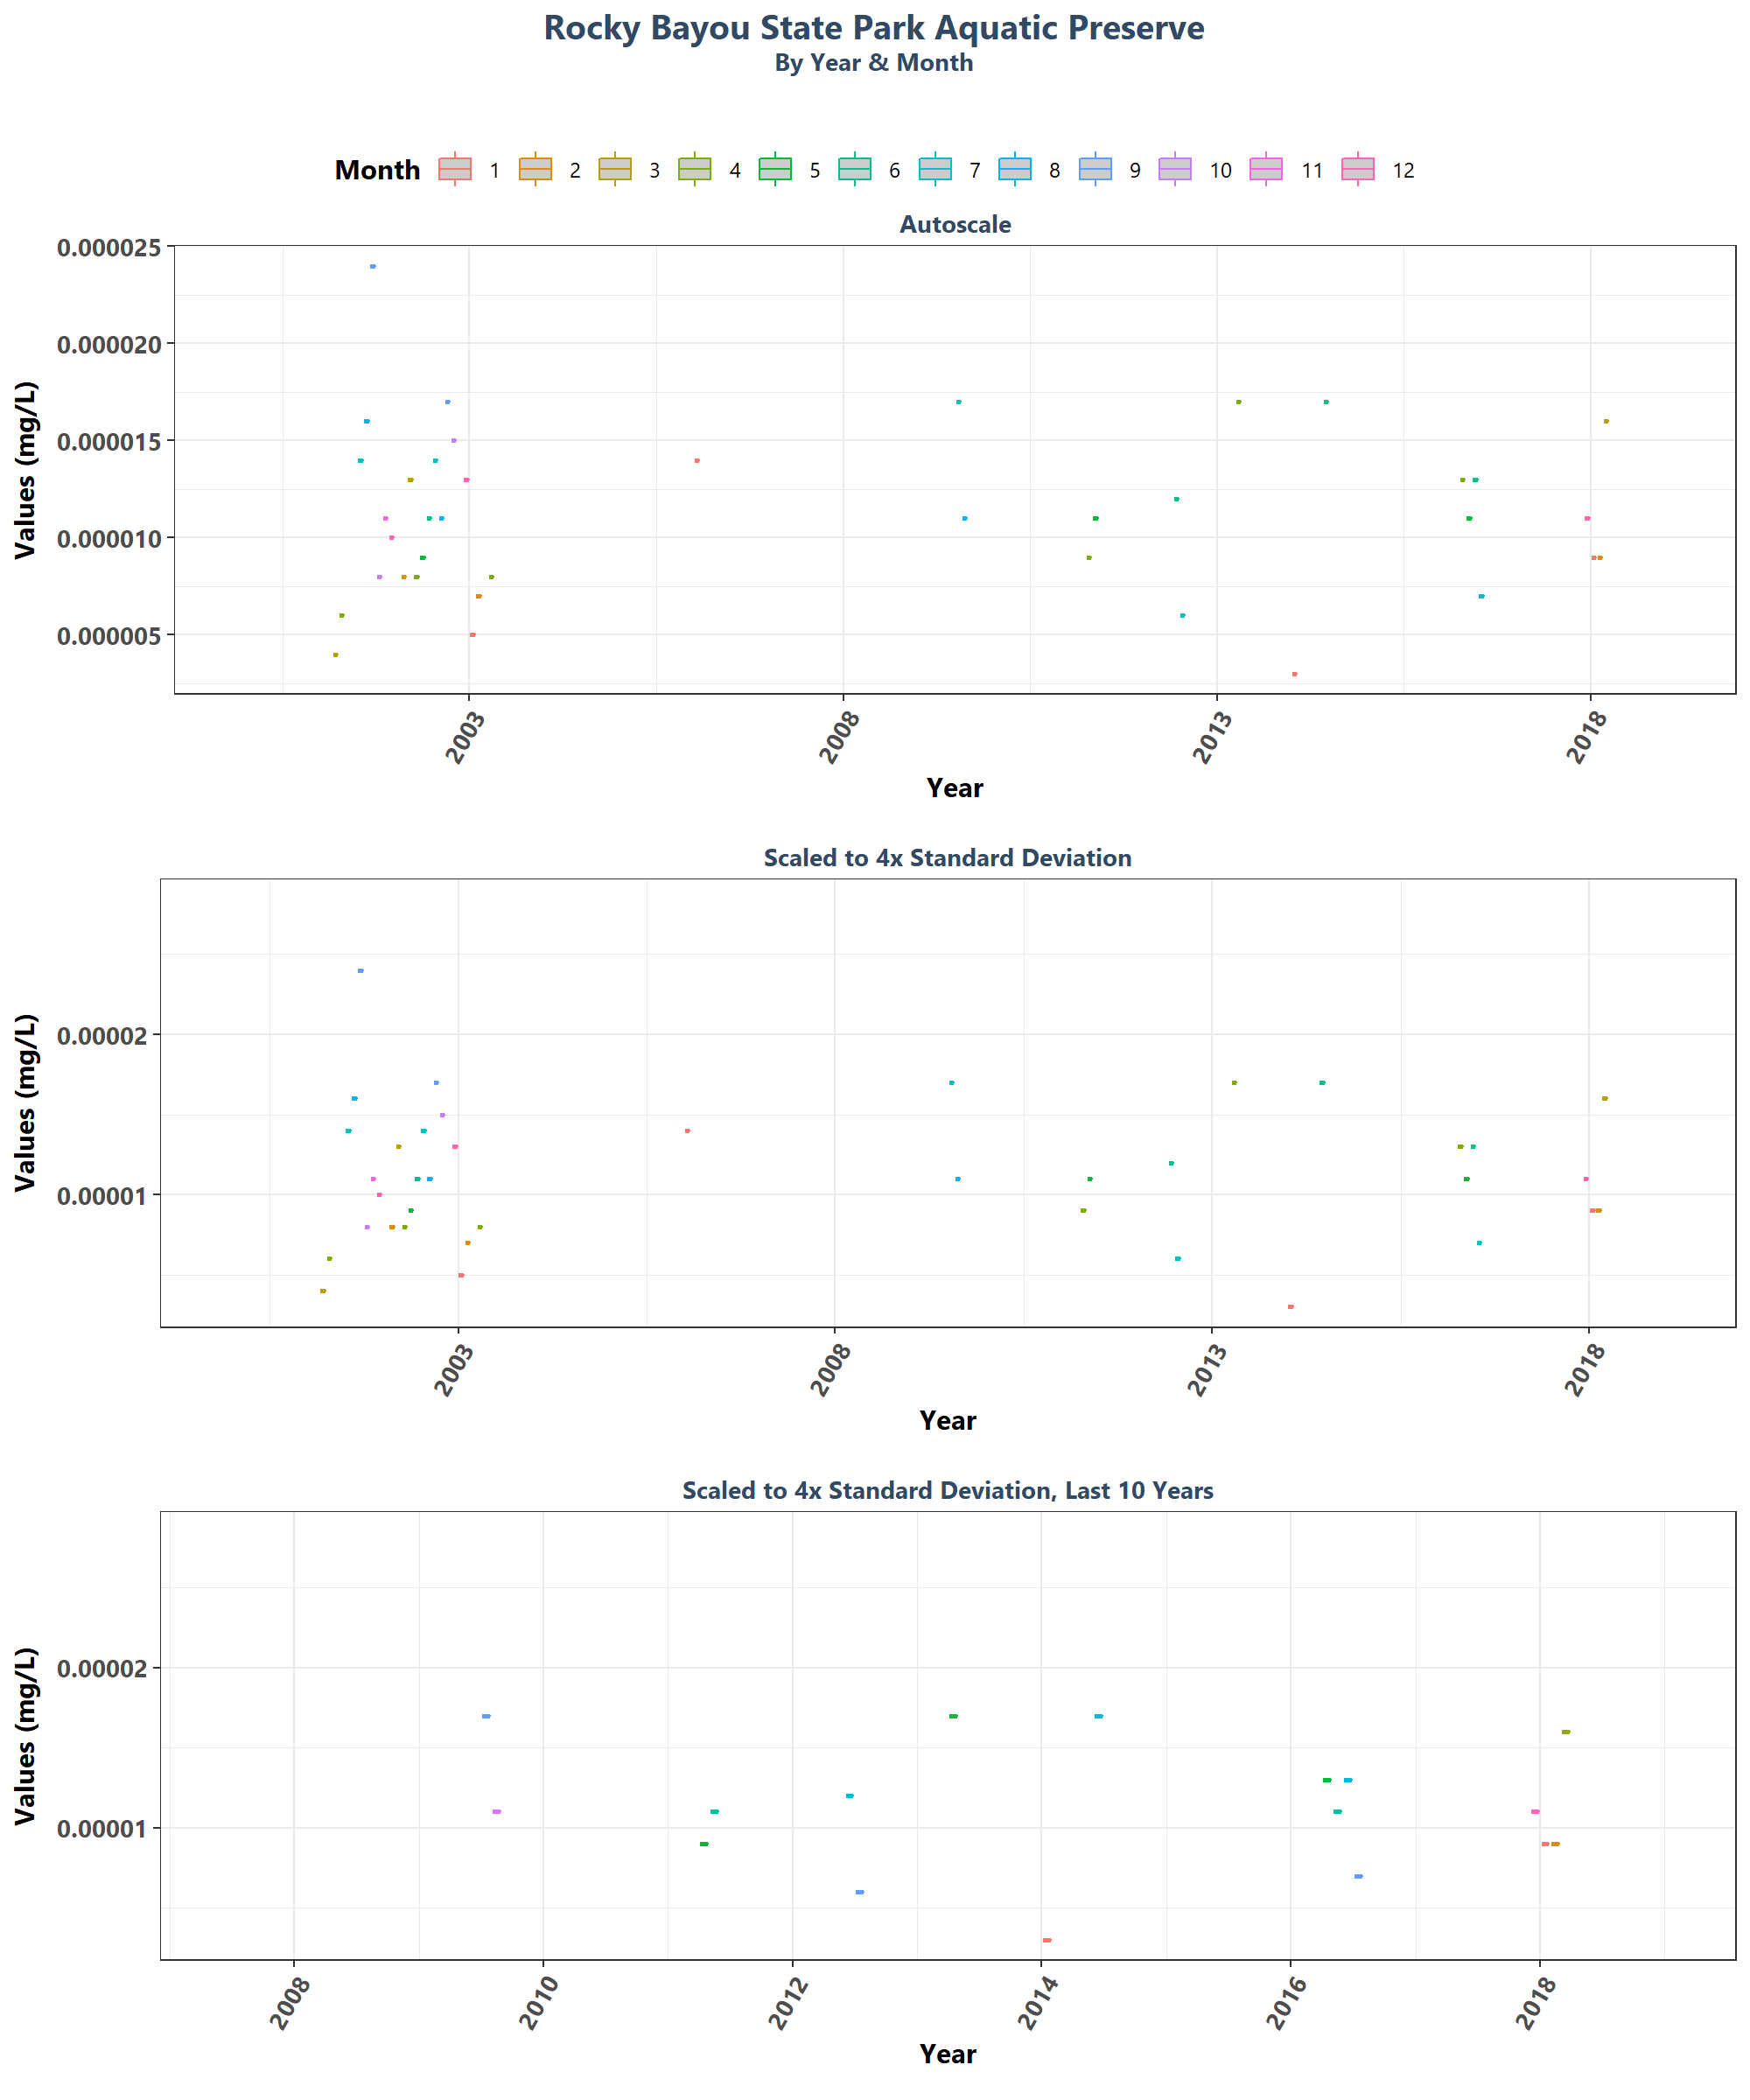 Rocky Bayou State Park Aquatic Preserve
By Year & Month
Month 1 2 3 4 5 6 7 8 9 10 11 12
Autoscale
Values (mg/L)
0.000025
0.000020
0.000015
0.000010
0.000005
2003 2008 2013 2018
Year
Scaled to 4x Standard Deviation
Values (mg/L)
0.00002
0.00001
2003 2008 2013 2018
Year
Scaled to 4x Standard Deviation, Last 10 Years
Values (mg/L)
0.00002
0.00001
2008 2010 2012 2014 2016 2018
Year